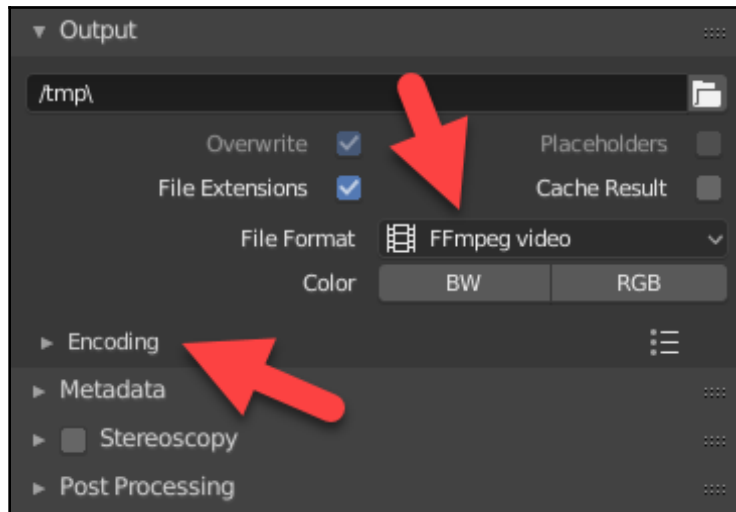 Output
/tmp\
Overwrite Placeholders
File Extensions Cache Result
File Format FFmpeg video
Color BW RGB
Encoding
Metadata
Stereoscopy
Post Processing